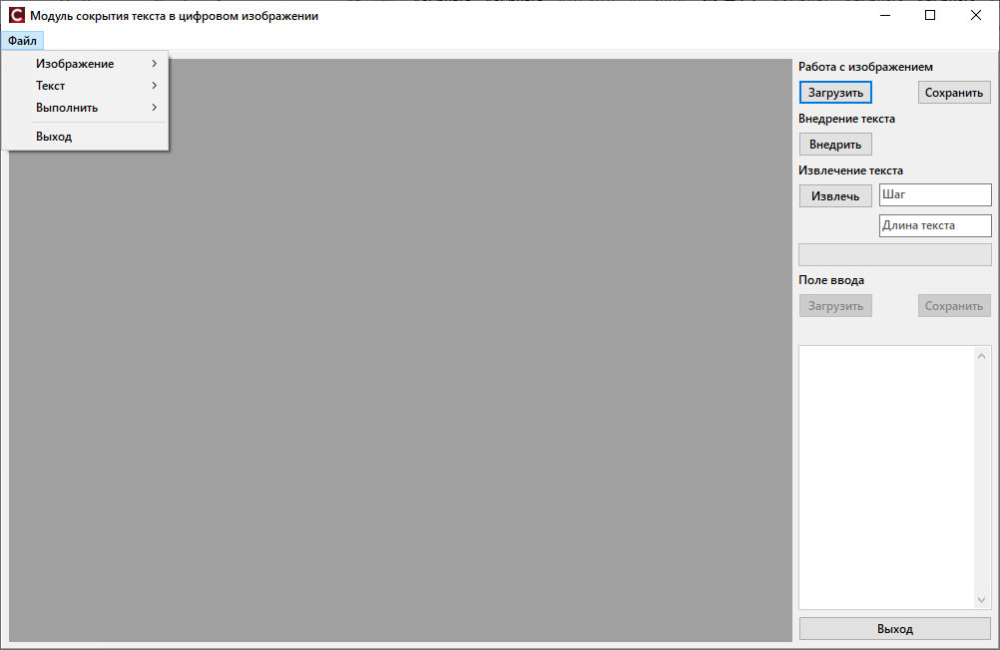 Модуль сокрытия текста в цифровом изображении
Файл
Изображение
Текст
Выполнить
Выход
Работа с изображением
Загрузить Сохранить
Внедрение текста
Внедрить
Извлечение текста
Извлечь Шаг
Длина текста
Поле ввода
Загрузить Сохранить
Выход